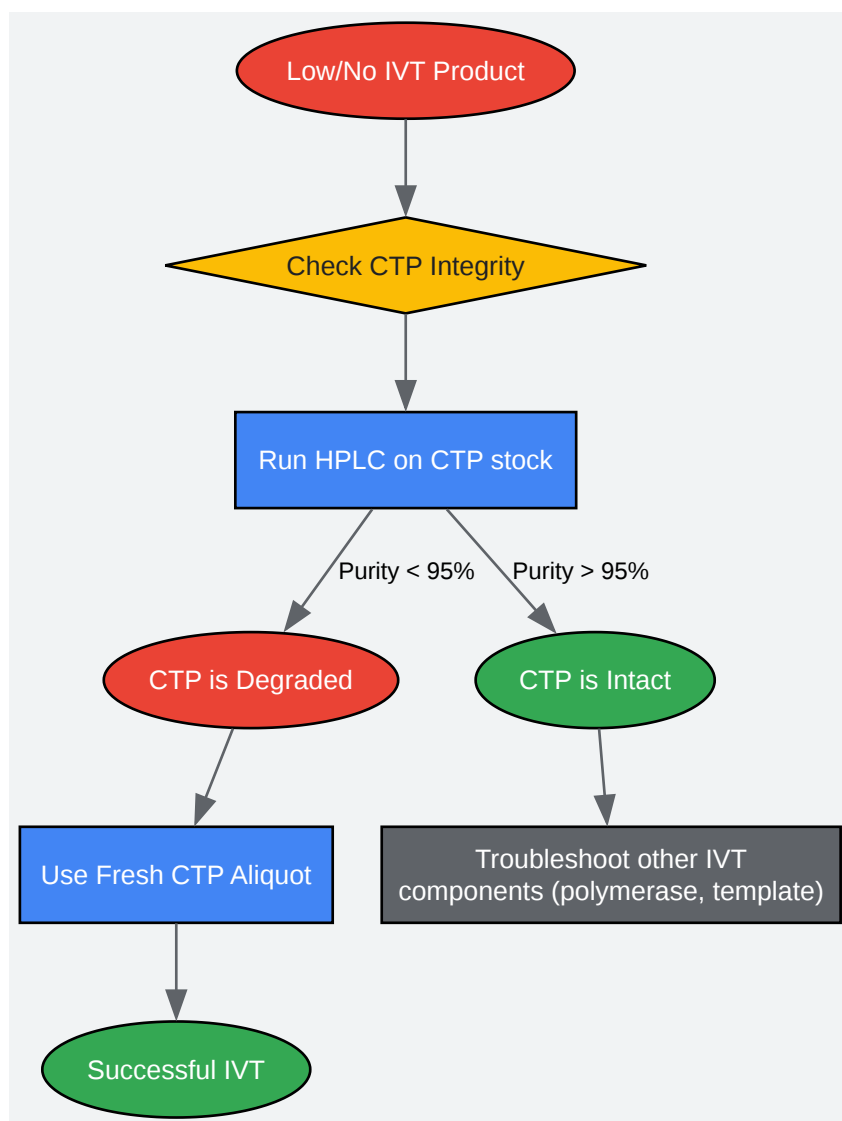 Low/No IVT Product
Check CTP Integrity
Run HPLC on CTP stock
Purity < 95%
Purity > 95%
CTP is Degraded
CTP is Intact
Use Fresh CTP Aliquot
Troubleshoot other IVT
components (polymerase, template)
Successful IVT